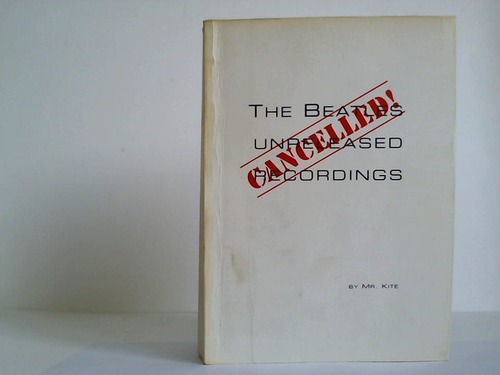 THE BEATLES
UNRELEASED
RECORDINGS
CANCELLED!
BY MR. KITE